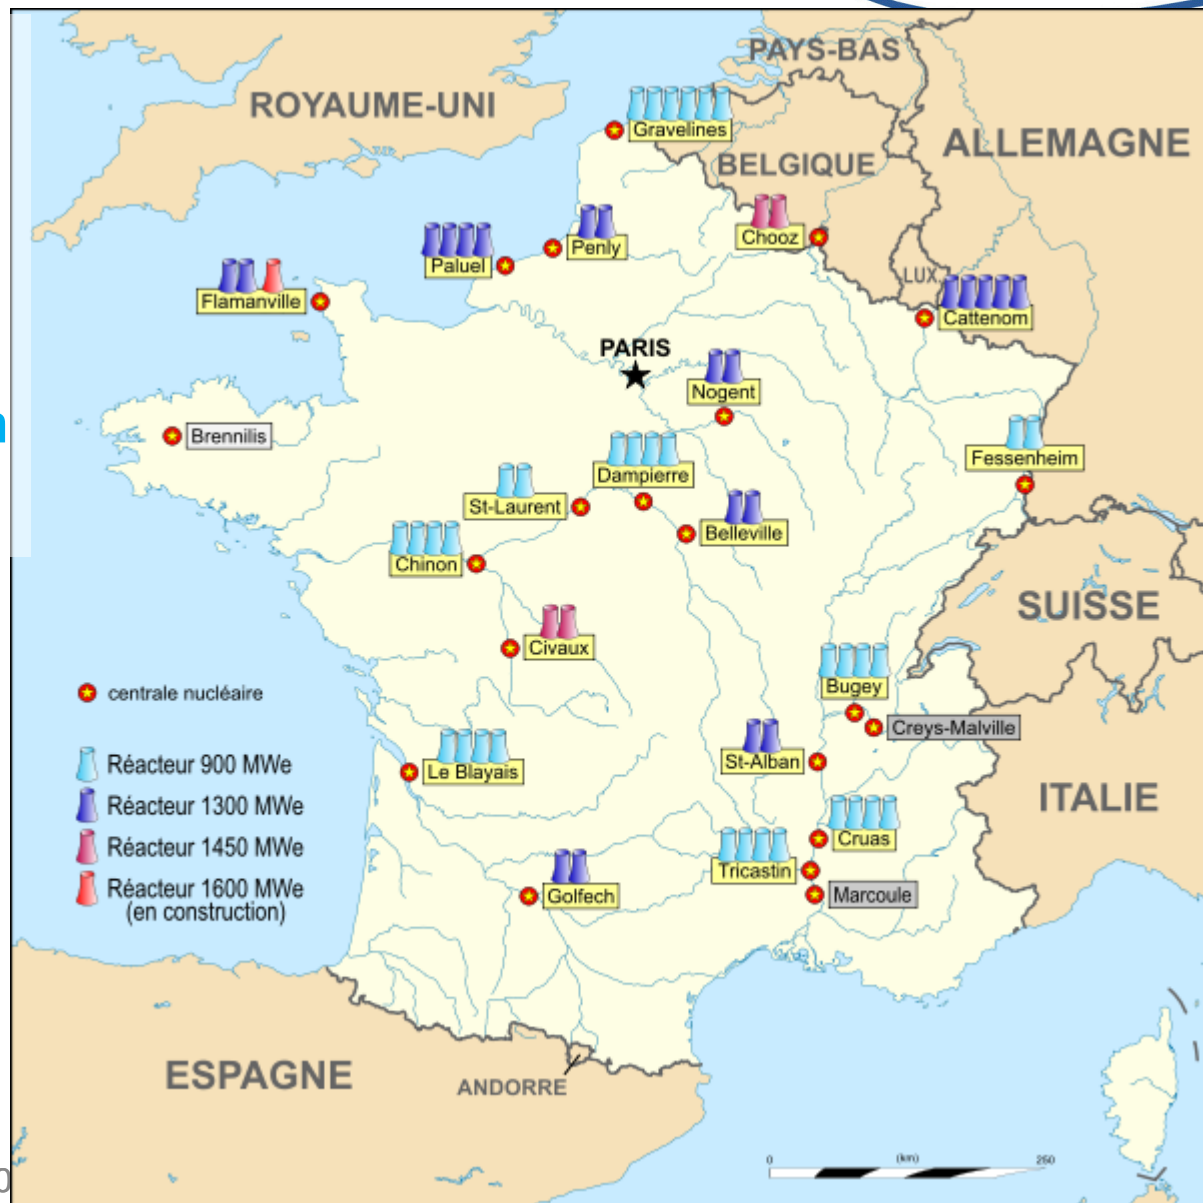 PAYS-BAS
ROYAUME-UNI
ALLEMAGNE
Gravelines
BELGIQUE
Chooz
Penly
Paluel
LUX.
Flamanville
Cattenom
PARIS
Nogent
Brennilis
Fessenheim
Dampierre
St-Laurent
Belleville
Chinon
SUISSE
Civaux
Bugey
centrale nucléaire
Creys-Malville
St-Alban
Réacteur 900 MWe
Le Blayais
ITALIE
Réacteur 1300 MWe
Cruas
Réacteur 1450 MWe
Tricastin
Réacteur 1600 MWe
(en construction)
Golfech
Marcoule
ESPAGNE
ANDORRE
0 (km) 250